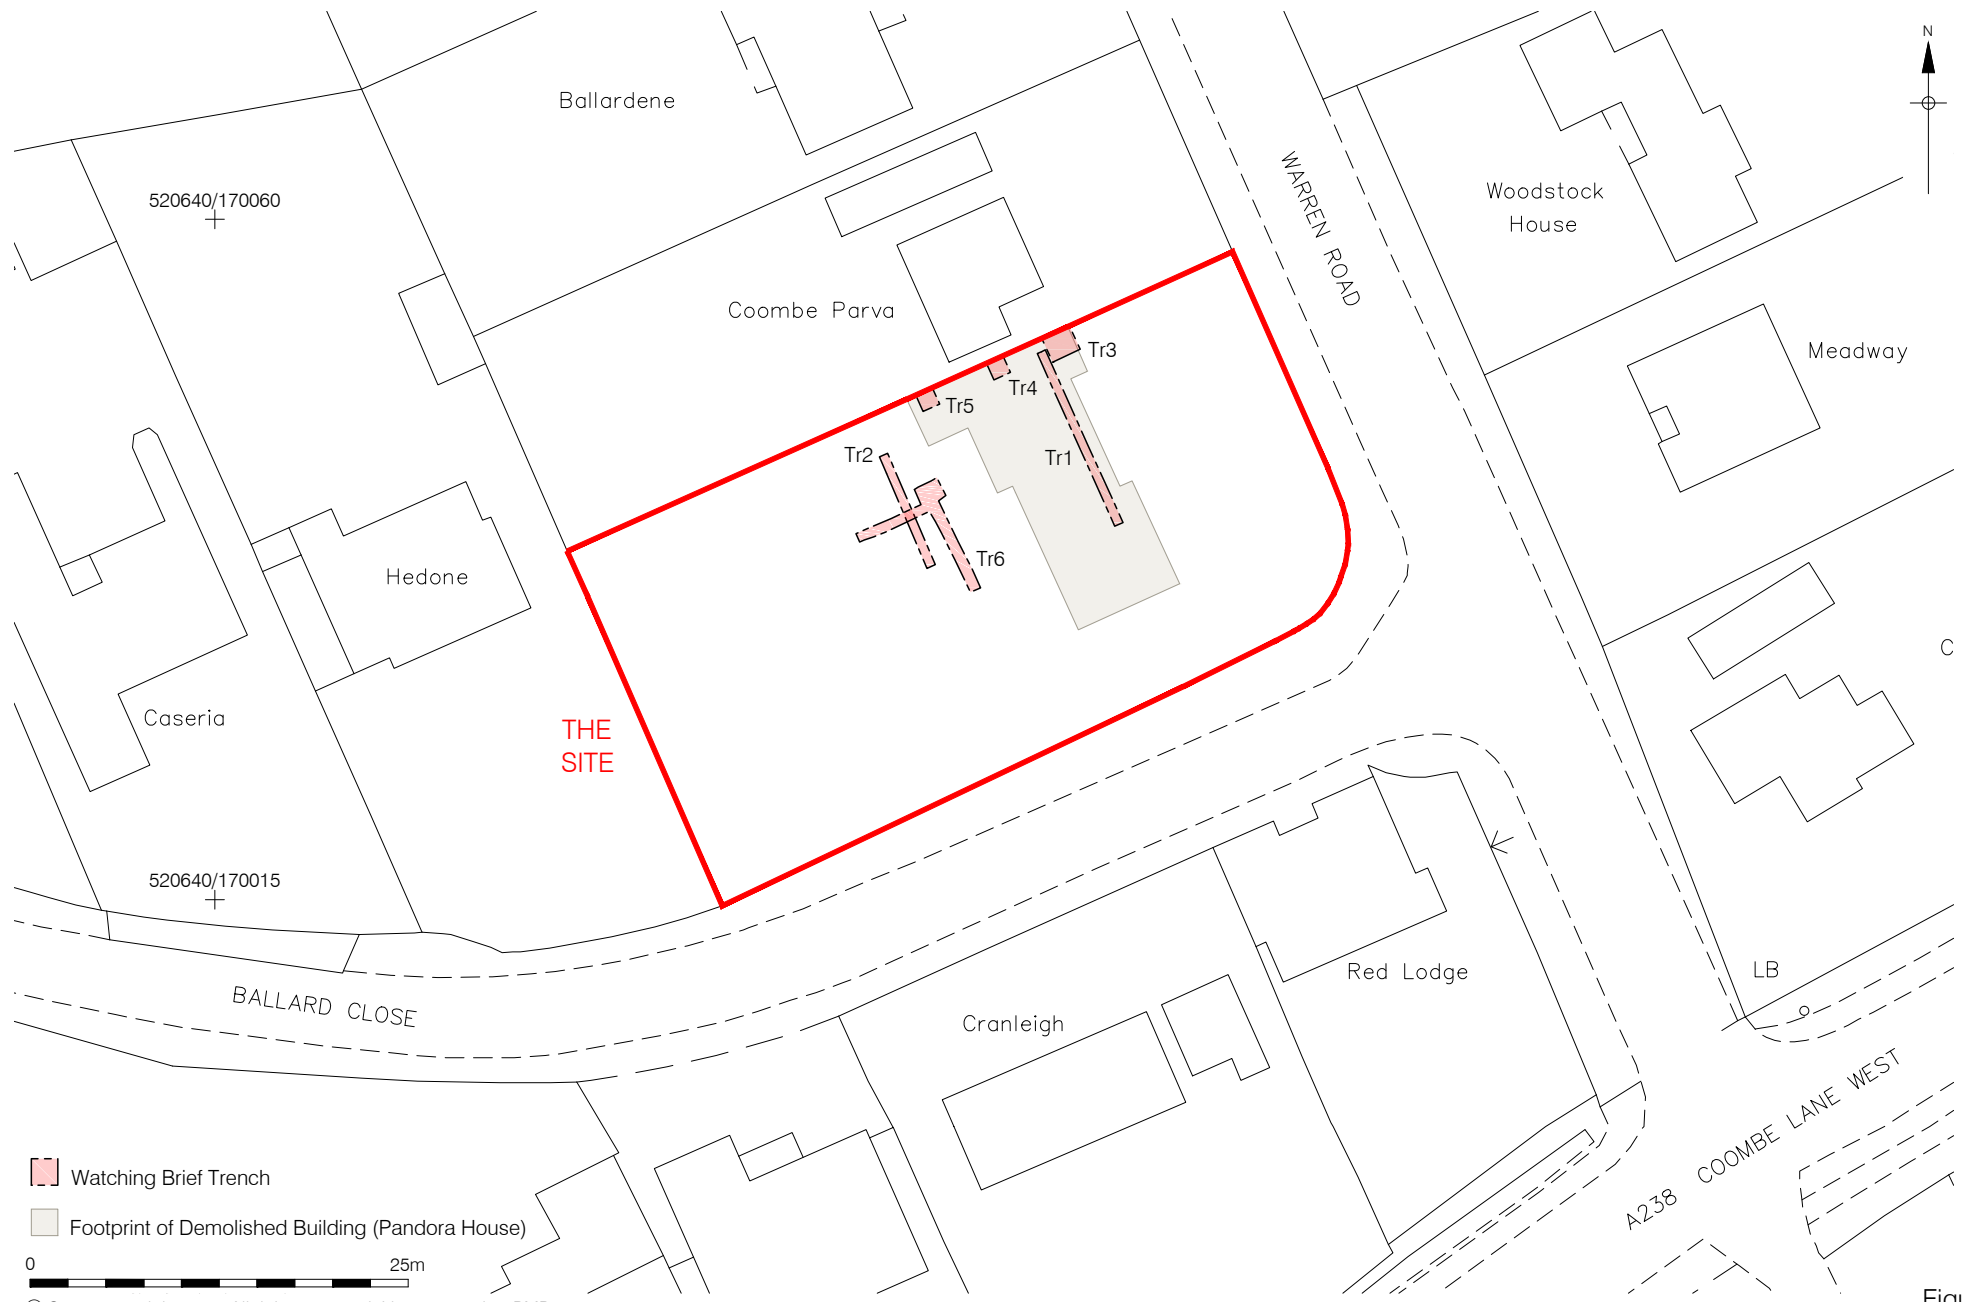 N
Ballardene
520640/170060
WARREN ROAD
Woodstock
House
Coombe Parva
Tr3
Meadway
Tr4
Tr5
Tr2
Tr1
Tr6
Hedone
C
Caseria
THE
SITE
520640/170015
LB
Red Lodge
BALLARD CLOSE
Cranleigh
A238 COOMBE LANE WEST
Watching Brief Trench
Footprint of Demolished Building (Pandora House)
0 25m